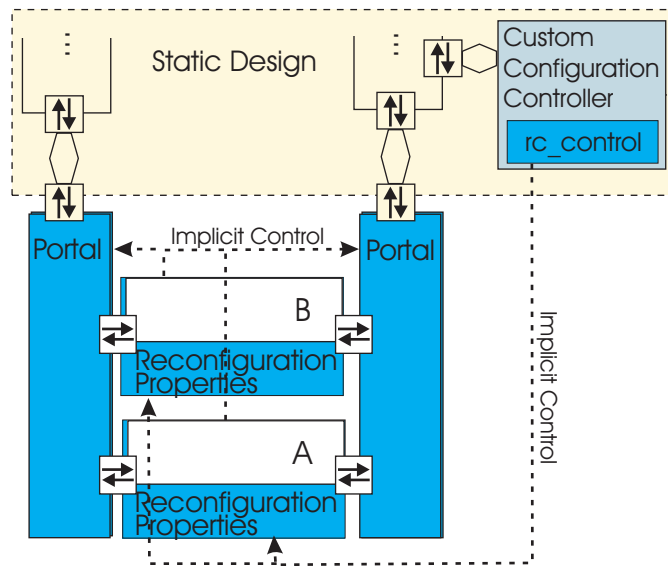 Static Design
Custom
Configuration
Controller
rc_control
Portal
Implicit Control
Portal
B
Reconfiguration
Properties
Implicit Control
A
Reconfiguration
Properties